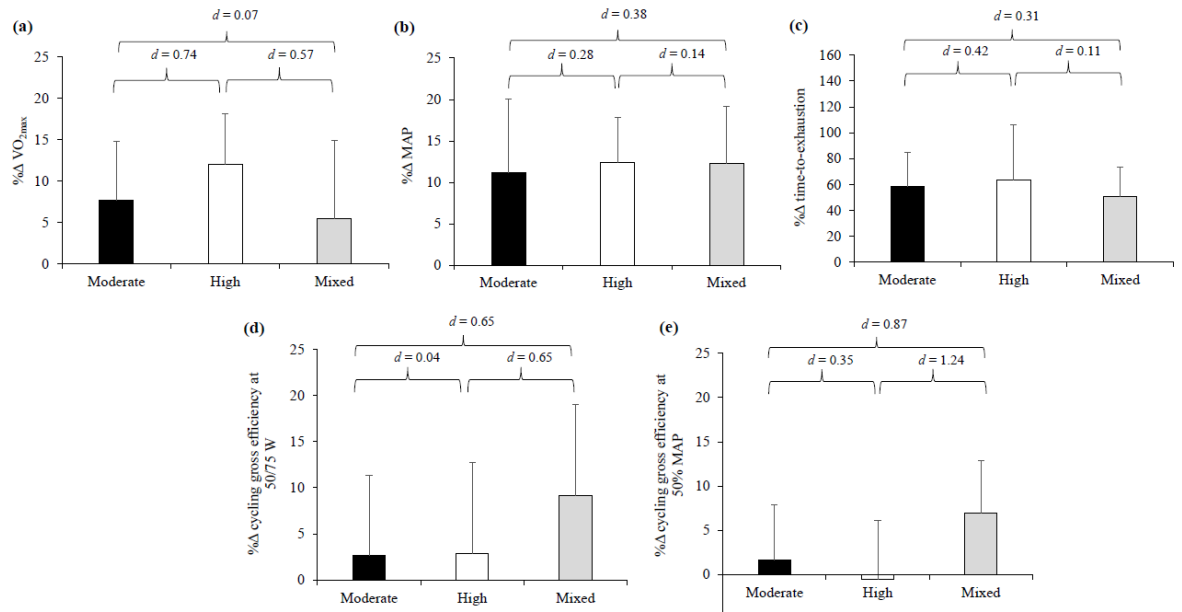 (a)
d = 0.07
d = 0.74
d = 0.57
%Δ VO2max
25
20
15
10
5
0
Moderate
High
Mixed
(b)
d = 0.38
d = 0.28
d = 0.14
%Δ MAP
25
20
15
10
5
0
Moderate
High
Mixed
(c)
d = 0.31
d = 0.42
d = 0.11
%Δ time-to-exhaustion
160
140
120
100
80
60
40
20
0
Moderate
High
Mixed
(d)
d = 0.65
d = 0.04
d = 0.65
%Δ cycling gross efficiency at
50/75 W
25
20
15
10
5
0
Moderate
High
Mixed
(e)
d = 0.87
d = 0.35
d = 1.24
%Δ cycling gross efficiency at
50% MAP
25
20
15
10
5
0
Moderate
High
Mixed